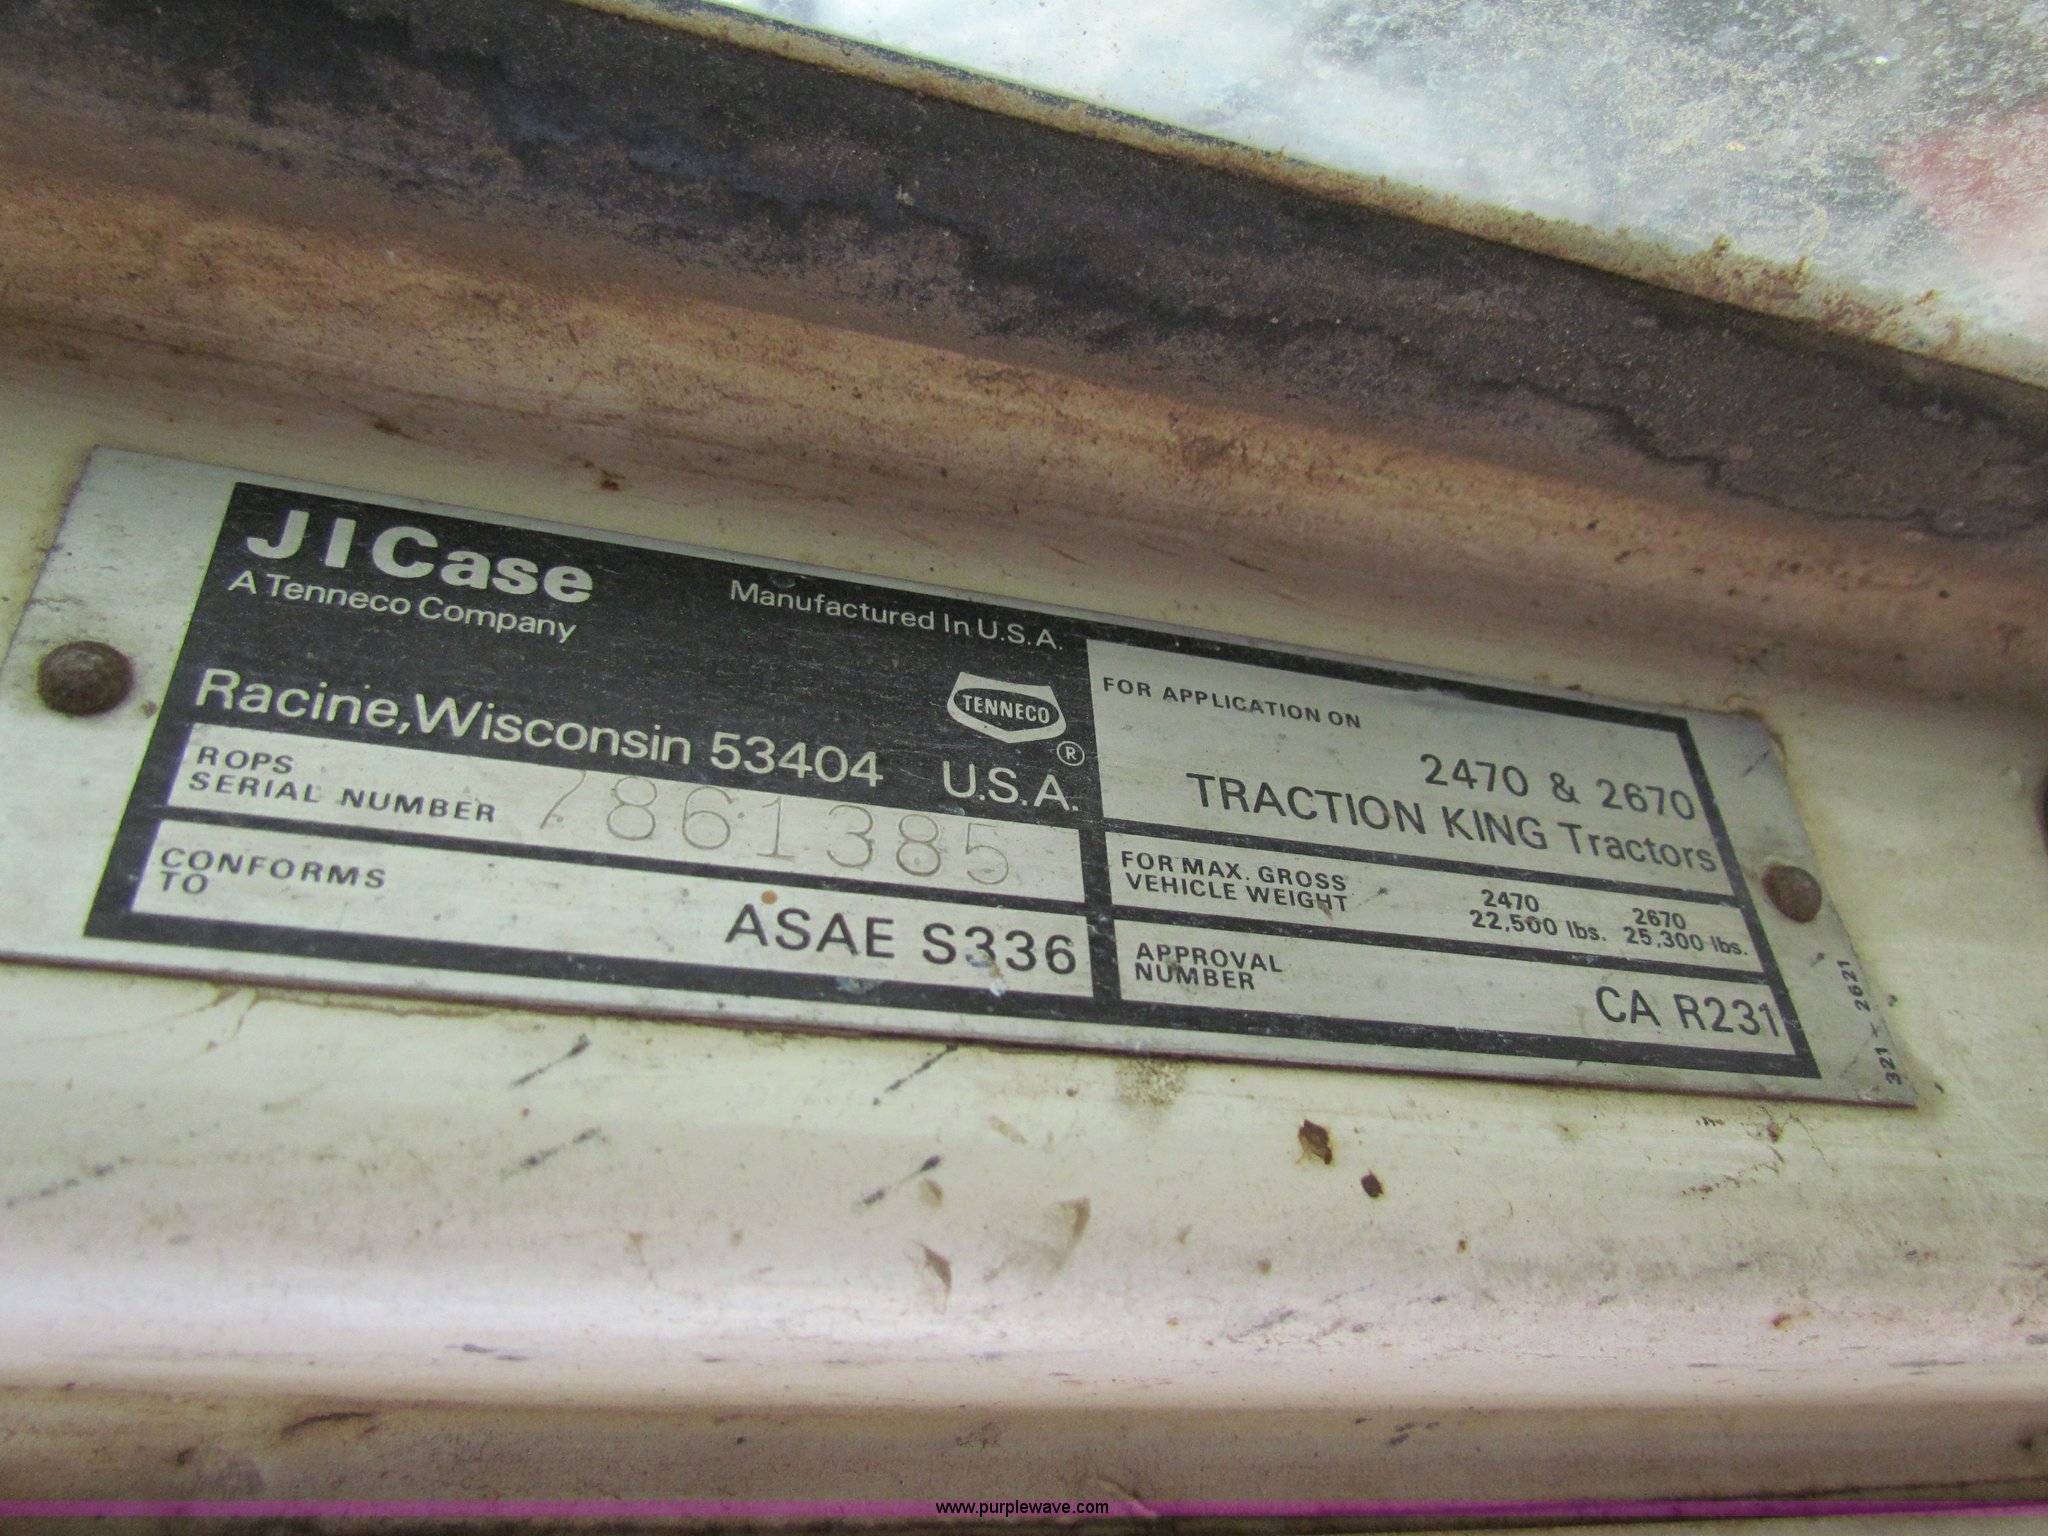 J I Case
A Tenneco Company
Manufactured In U.S.A.
Racine, Wisconsin 53404
TENNECO
®
U.S.A.
ROPS
SERIAL NUMBER
7861385
CONFORMS
TO
ASAE S336
FOR APPLICATION ON
2470 & 2670
TRACTION KING Tractors
FOR MAX. GROSS
VEHICLE WEIGHT
2470
22,500 lbs.
2670
25,300 lbs.
APPROVAL
NUMBER
CA R231
321 - 2621
www.purplewave.com